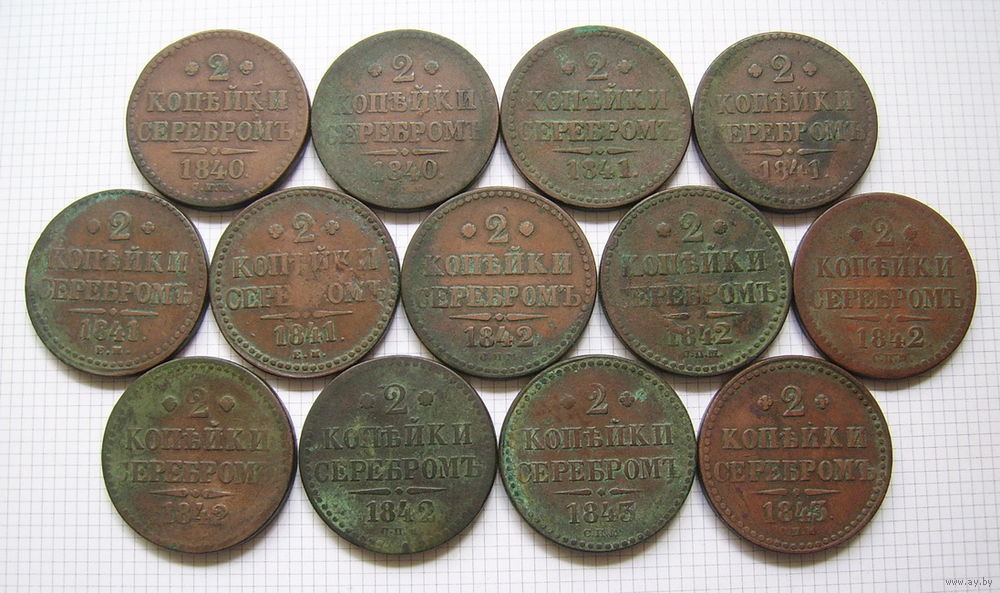 2
КОПѢЙКИ
СЕРЕБРОМЪ
1840.
2
КОПѢЙКИ
СЕРЕБРОМЪ
1840.
2
КОПѢЙКИ
СЕРЕБРОМЪ
1841.
2
КОПѢЙКИ
СЕРЕБРОМЪ
1841.
2
КОПѢЙКИ
СЕРЕБРОМЪ
1841.
Е.М.
2
КОПѢЙКИ
СЕРЕБРОМЪ
1841.
Е.М.
2
КОПѢЙКИ
СЕРЕБРОМЪ
1842
2
КОПѢЙКИ
СЕРЕБРОМЪ
1842
С.П.М.
2
КОПѢЙКИ
СЕРЕБРОМЪ
1842
2
КОПѢЙКИ
СЕРЕБРОМЪ
1842
2
КОПѢЙКИ
СЕРЕБРОМЪ
1842
2
КОПѢЙКИ
СЕРЕБРОМЪ
1843
2
КОПѢЙКИ
СЕРЕБРОМЪ
1843.
www.ay.by